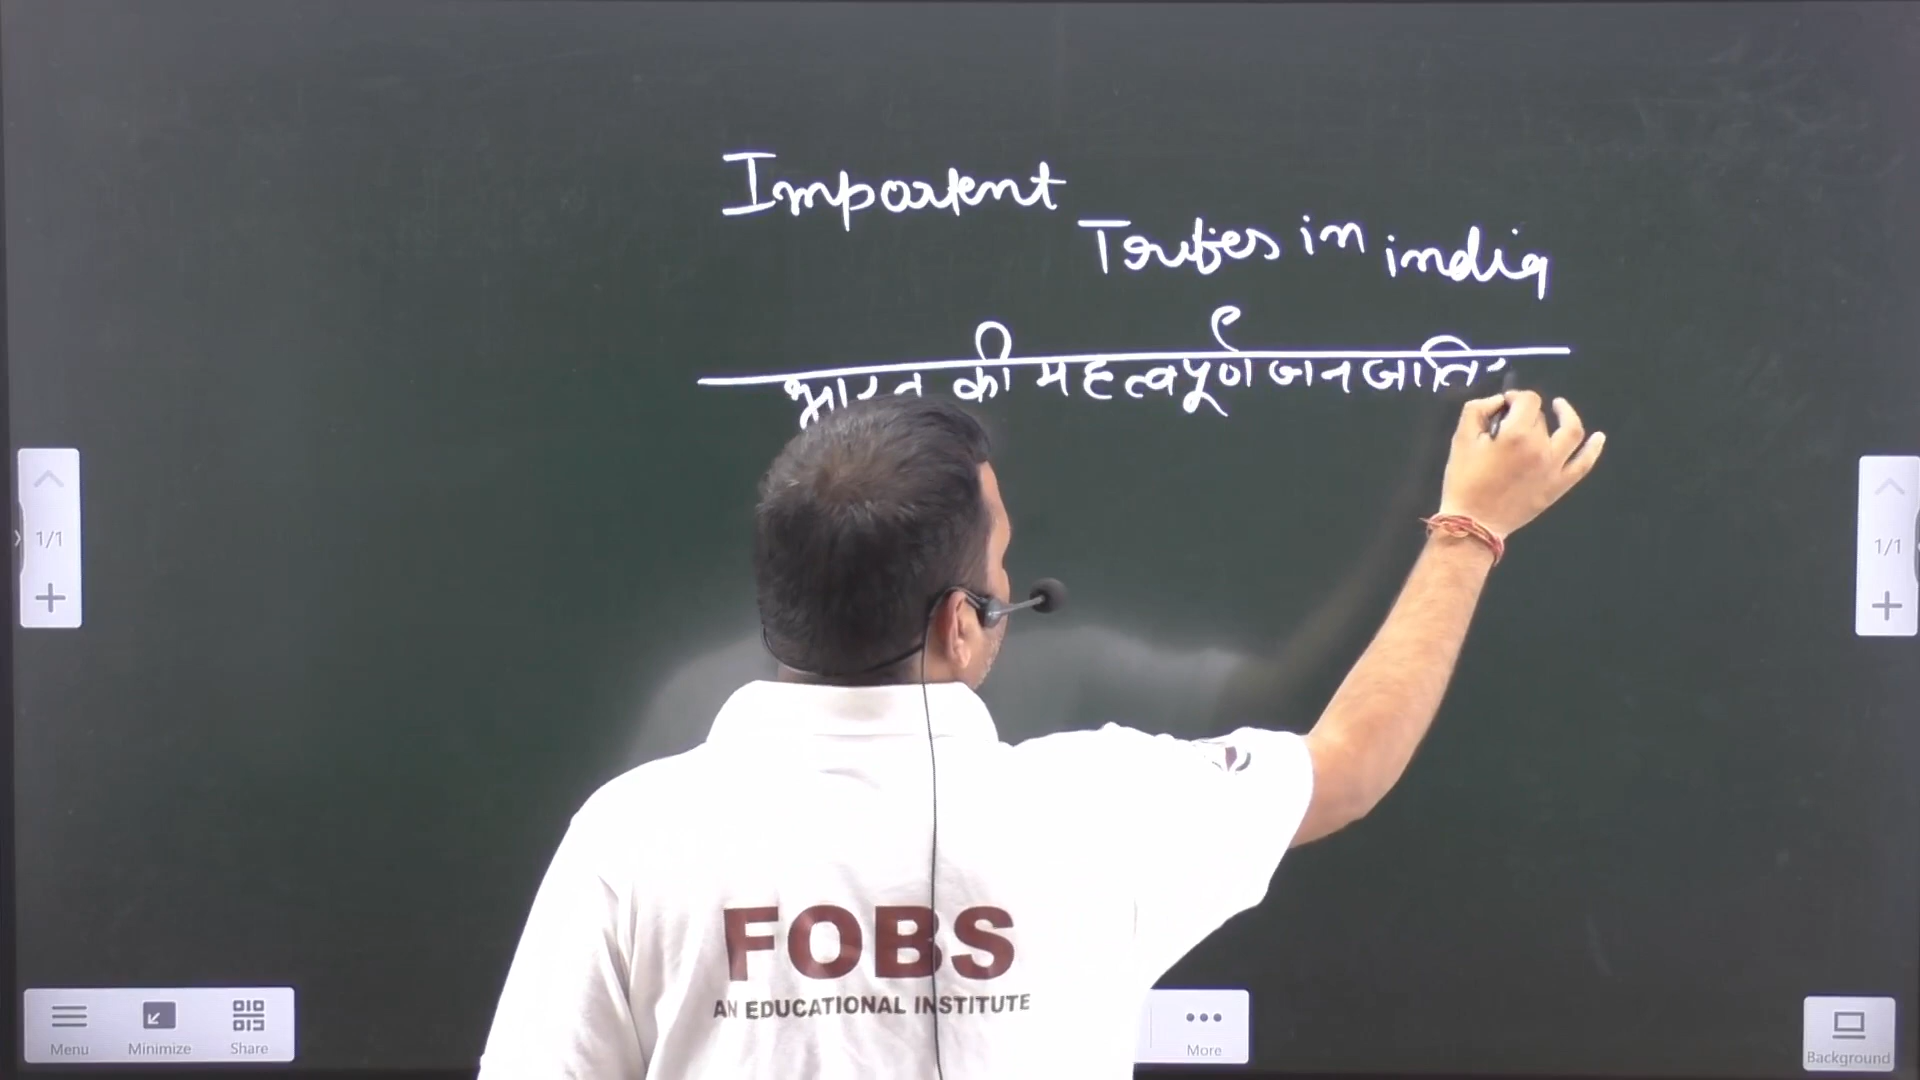 Important
Tribes in india
भारत की महत्वपूर्ण जनजातिय
1/1
1/1
FOBS
AN EDUCATIONAL INSTITUTE
Menu
Minimize
Share
More
Background